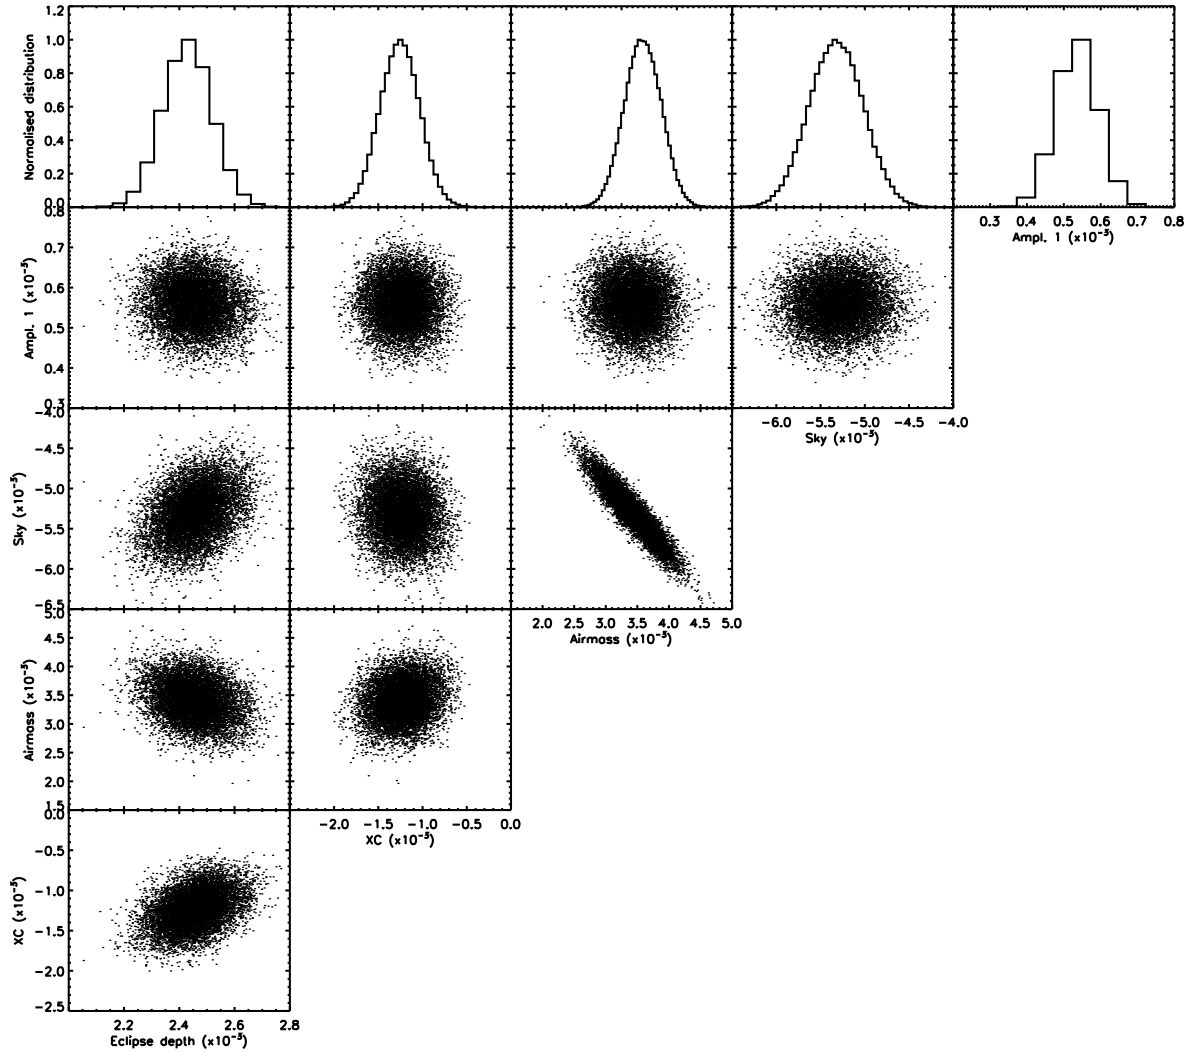 1.2
1.0
0.8
0.6
0.4
0.2
0.0
Normalised distribution
0.3 0.4 0.5 0.6 0.7 0.8
Ampl. 1 (x10⁻³)
0.8
0.7
0.6
0.5
0.4
0.3
Ampl. 1 (x10⁻³)
−6.0 −5.5 −5.0 −4.5 −4.0
Sky (x10⁻³)
−4.0
−4.5
−5.0
−5.5
−6.0
−6.5
Sky (x10⁻³)
2.0 2.5 3.0 3.5 4.0 4.5 5.0
Airmass (x10⁻³)
5.0
4.5
4.0
3.5
3.0
2.5
2.0
1.5
Airmass (x10⁻³)
−2.0 −1.5 −1.0 −0.5 0.0
XC (x10⁻³)
0.0
−0.5
−1.0
−1.5
−2.0
−2.5
XC (x10⁻³)
2.2 2.4 2.6 2.8
Eclipse depth (x10⁻³)